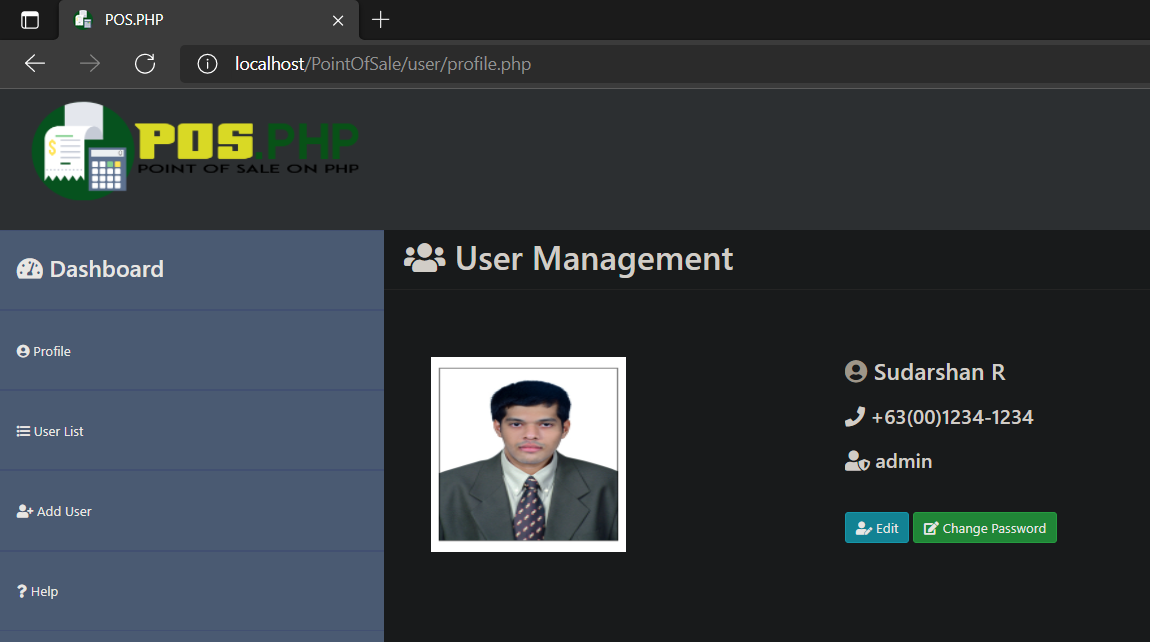 POS.PHP
localhost/PointOfSale/user/profile.php
POS.PHP
POINT OF SALE ON PHP
Dashboard
User Management
Profile
Sudarshan R
+63(00)1234-1234
User List
admin
Add User
Edit
Change Password
Help